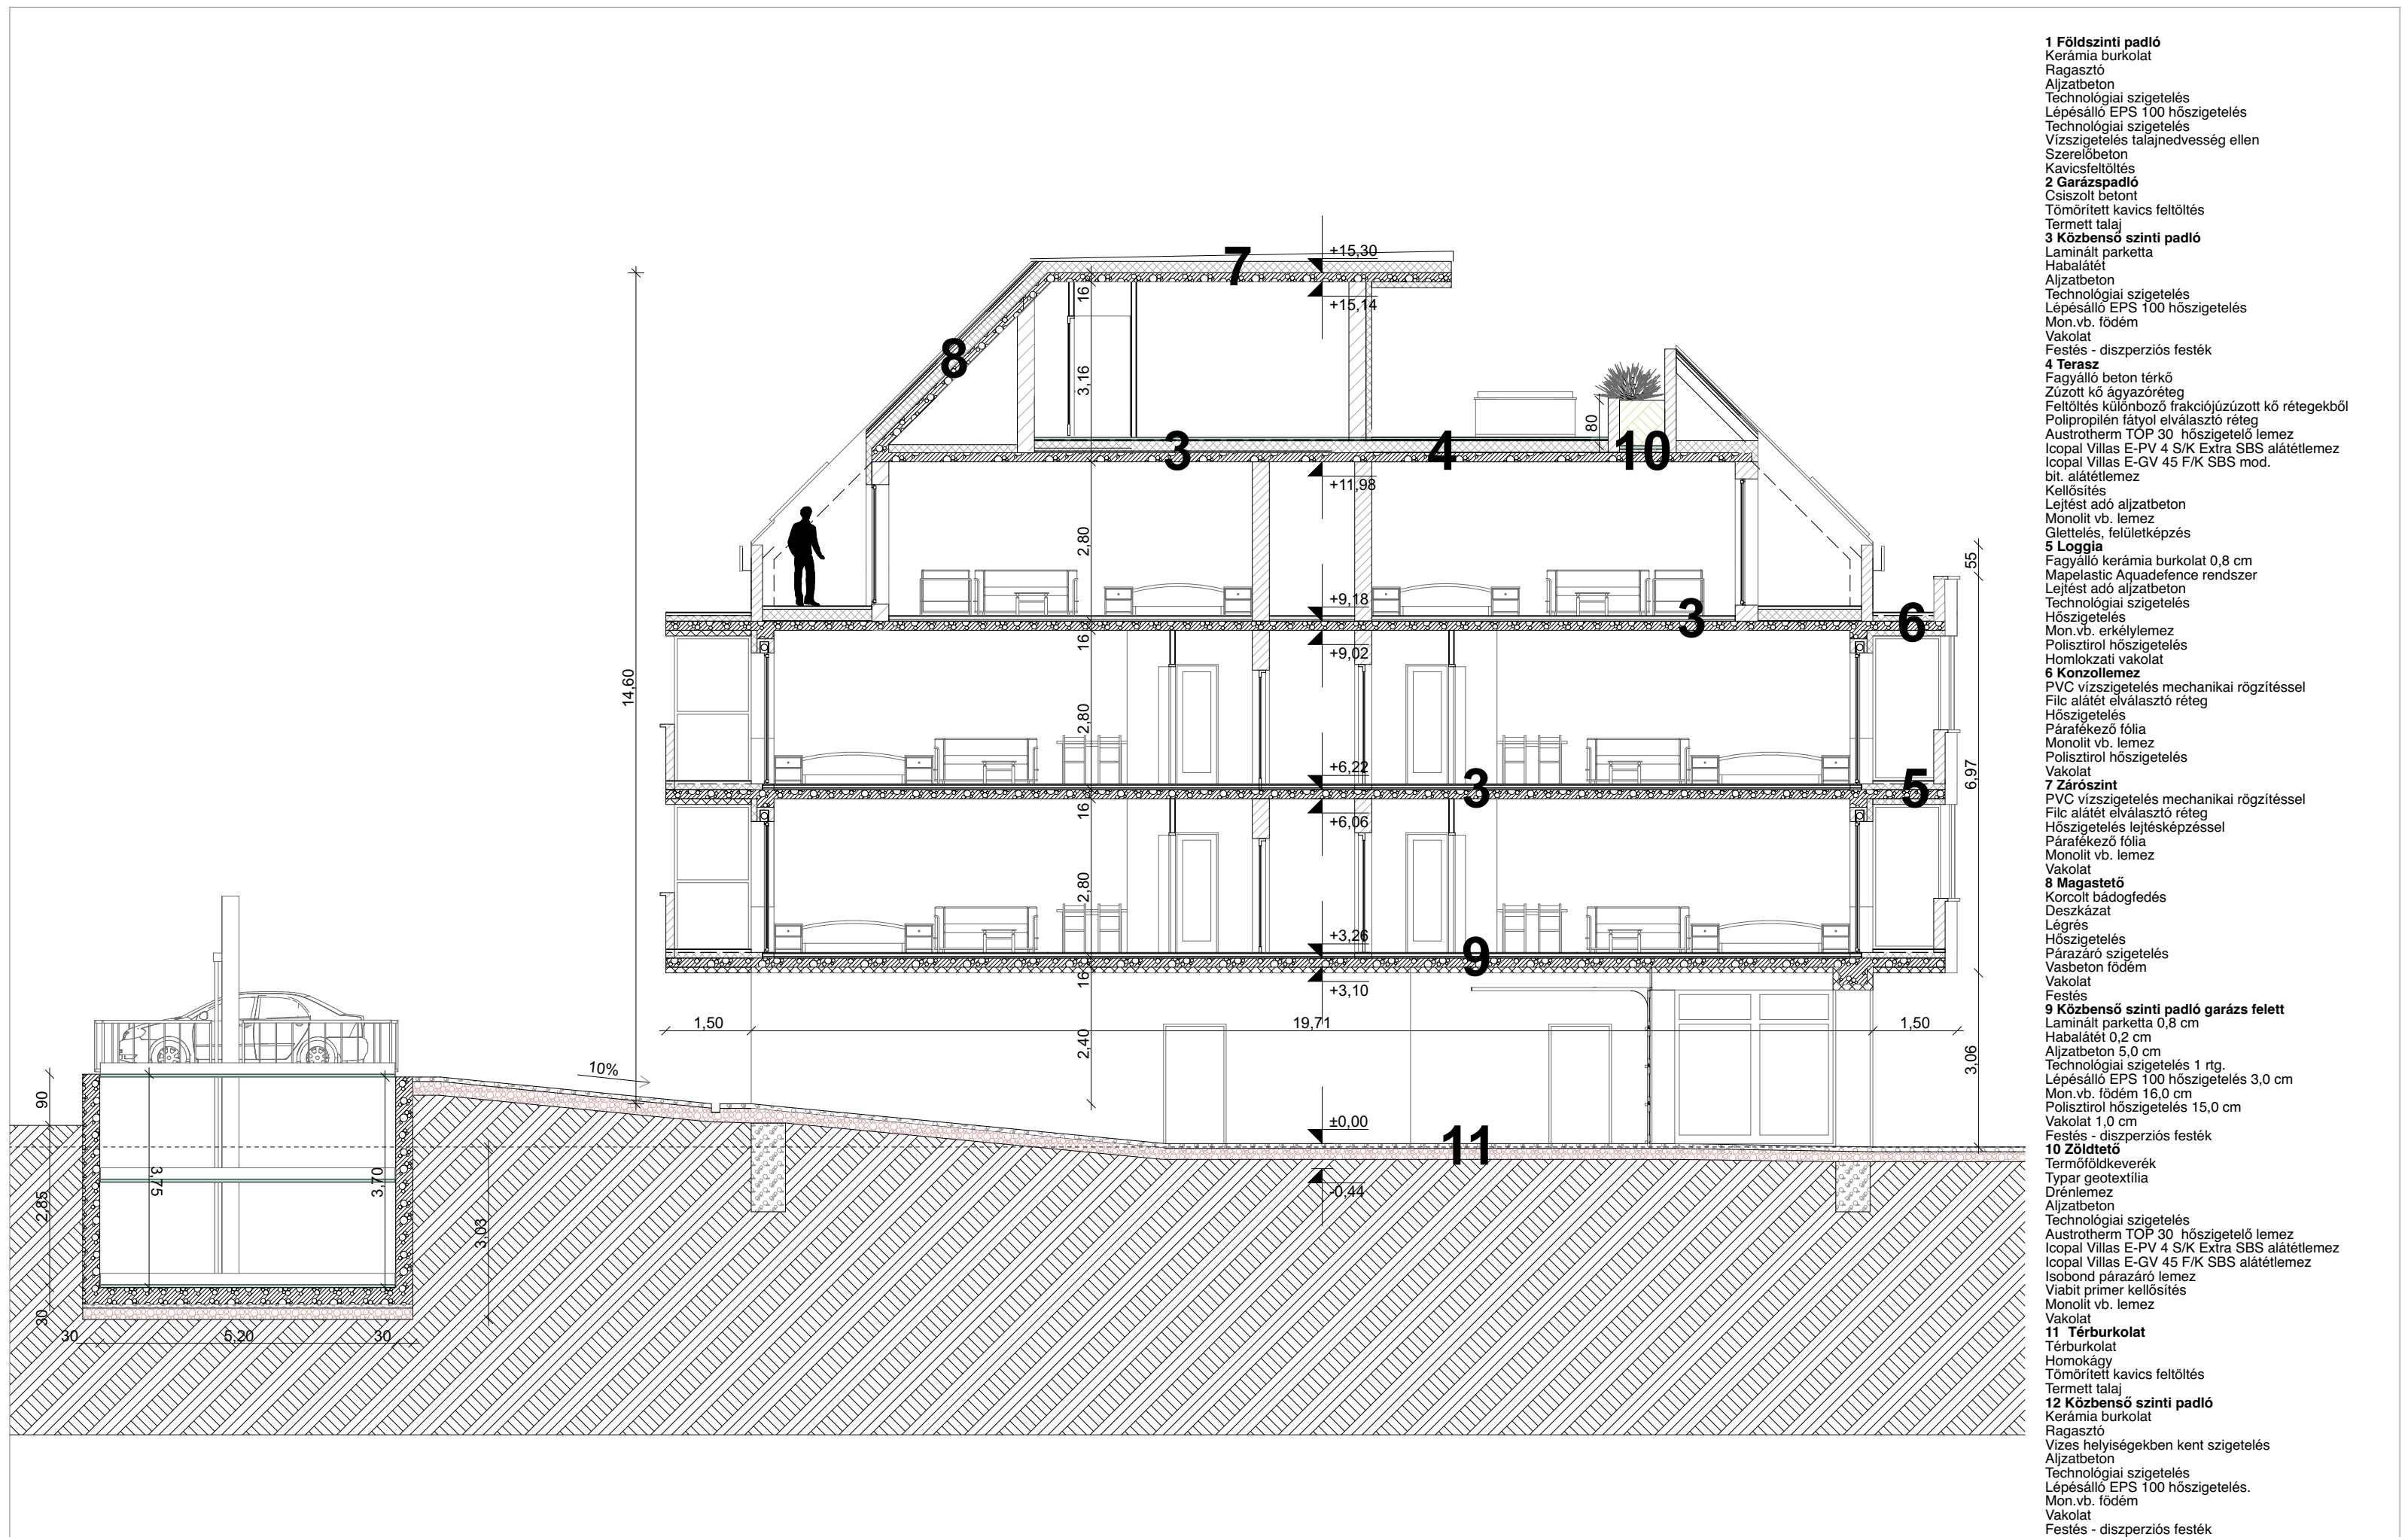 7
+15,30
16
+15,14
8
3,16
80
3
4
10
+11,98
2,80
55
+9,18
3
6
16
+9,02
14,60
2,80
6,97
+6,22
3
5
16
+6,06
2,80
+3,26
9
16
+3,10
1,50
19,71
1,50
2,40
3,06
10%
90
±0,00
11
3,75
3,70
2,85
-0,44
3,03
30
30
5,20
30
1 Földszinti padló
Kerámia burkolat
Ragasztó
Aljzatbeton
Technológiai szigetelés
Lépésálló EPS 100 hőszigetelés
Technológiai szigetelés
Vízszigetelés talajnedvesség ellen
Szerelőbeton
Kavicsfeltöltés
2 Garázspadló
Csiszolt betont
Tömörített kavics feltöltés
Termett talaj
3 Közbenső szinti padló
Laminált parketta
Habalátét
Aljzatbeton
Technológiai szigetelés
Lépésálló EPS 100 hőszigetelés
Mon.vb. födém
Vakolat
Festés - diszperziós festék
4 Terasz
Fagyálló beton térkő
Zúzott kő ágyazóréteg
Feltöltés különboző frakciójúzúzott kő rétegekből
Polipropilén fátyol elválasztó réteg
Austrotherm TOP 30 hőszigetelő lemez
Icopal Villas E-PV 4 S/K Extra SBS alátétlemez
Icopal Villas E-GV 45 F/K SBS mod.
bit. alátétlemez
Kellősítés
Lejtést adó aljzatbeton
Monolit vb. lemez
Glettelés, felületképzés
5 Loggia
Fagyálló kerámia burkolat 0,8 cm
Mapelastic Aquadefence rendszer
Lejtést adó aljzatbeton
Technológiai szigetelés
Hőszigetelés
Mon.vb. erkélylemez
Polisztirol hőszigetelés
Homlokzati vakolat
6 Konzollemez
PVC vízszigetelés mechanikai rögzítéssel
Filc alátét elválasztó réteg
Hőszigetelés
Párafékező fólia
Monolit vb. lemez
Polisztirol hőszigetelés
Vakolat
7 Zárószint
PVC vízszigetelés mechanikai rögzítéssel
Filc alátét elválasztó réteg
Hőszigetelés lejtésképzéssel
Párafékező fólia
Monolit vb. lemez
Vakolat
8 Magastető
Korcolt bádogfedés
Deszkázat
Légrés
Hőszigetelés
Párazáró szigetelés
Vasbeton födém
Vakolat
Festés
9 Közbenső szinti padló garázs felett
Laminált parketta 0,8 cm
Habalátét 0,2 cm
Aljzatbeton 5,0 cm
Technológiai szigetelés 1 rtg.
Lépésálló EPS 100 hőszigetelés 3,0 cm
Mon.vb. födém 16,0 cm
Polisztirol hőszigetelés 15,0 cm
Vakolat 1,0 cm
Festés - diszperziós festék
10 Zöldtető
Termőföldkeverék
Typar geotextília
Drénlemez
Aljzatbeton
Technológiai szigetelés
Austrotherm TOP 30 hőszigetelő lemez
Icopal Villas E-PV 4 S/K Extra SBS alátétlemez
Icopal Villas E-GV 45 F/K SBS alátétlemez
Isobond párazáró lemez
Viabit primer kellősítés
Monolit vb. lemez
Vakolat
11 Térburkolat
Térburkolat
Homokágy
Tömörített kavics feltöltés
Termett talaj
12 Közbenső szinti padló
Kerámia burkolat
Ragasztó
Vizes helyiségekben kent szigetelés
Aljzatbeton
Technológiai szigetelés
Lépésálló EPS 100 hőszigetelés.
Mon.vb. födém
Vakolat
Festés - diszperziós festék